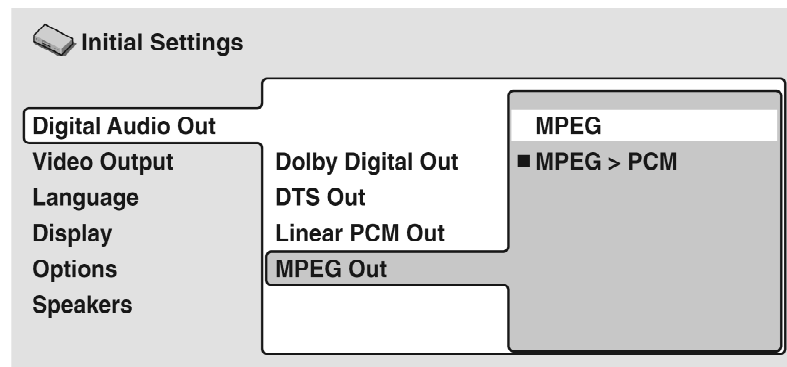 Initial Settings
Digital Audio Out
Video Output
Language
Display
Options
Speakers
Dolby Digital Out
DTS Out
Linear PCM Out
MPEG Out
MPEG
MPEG > PCM